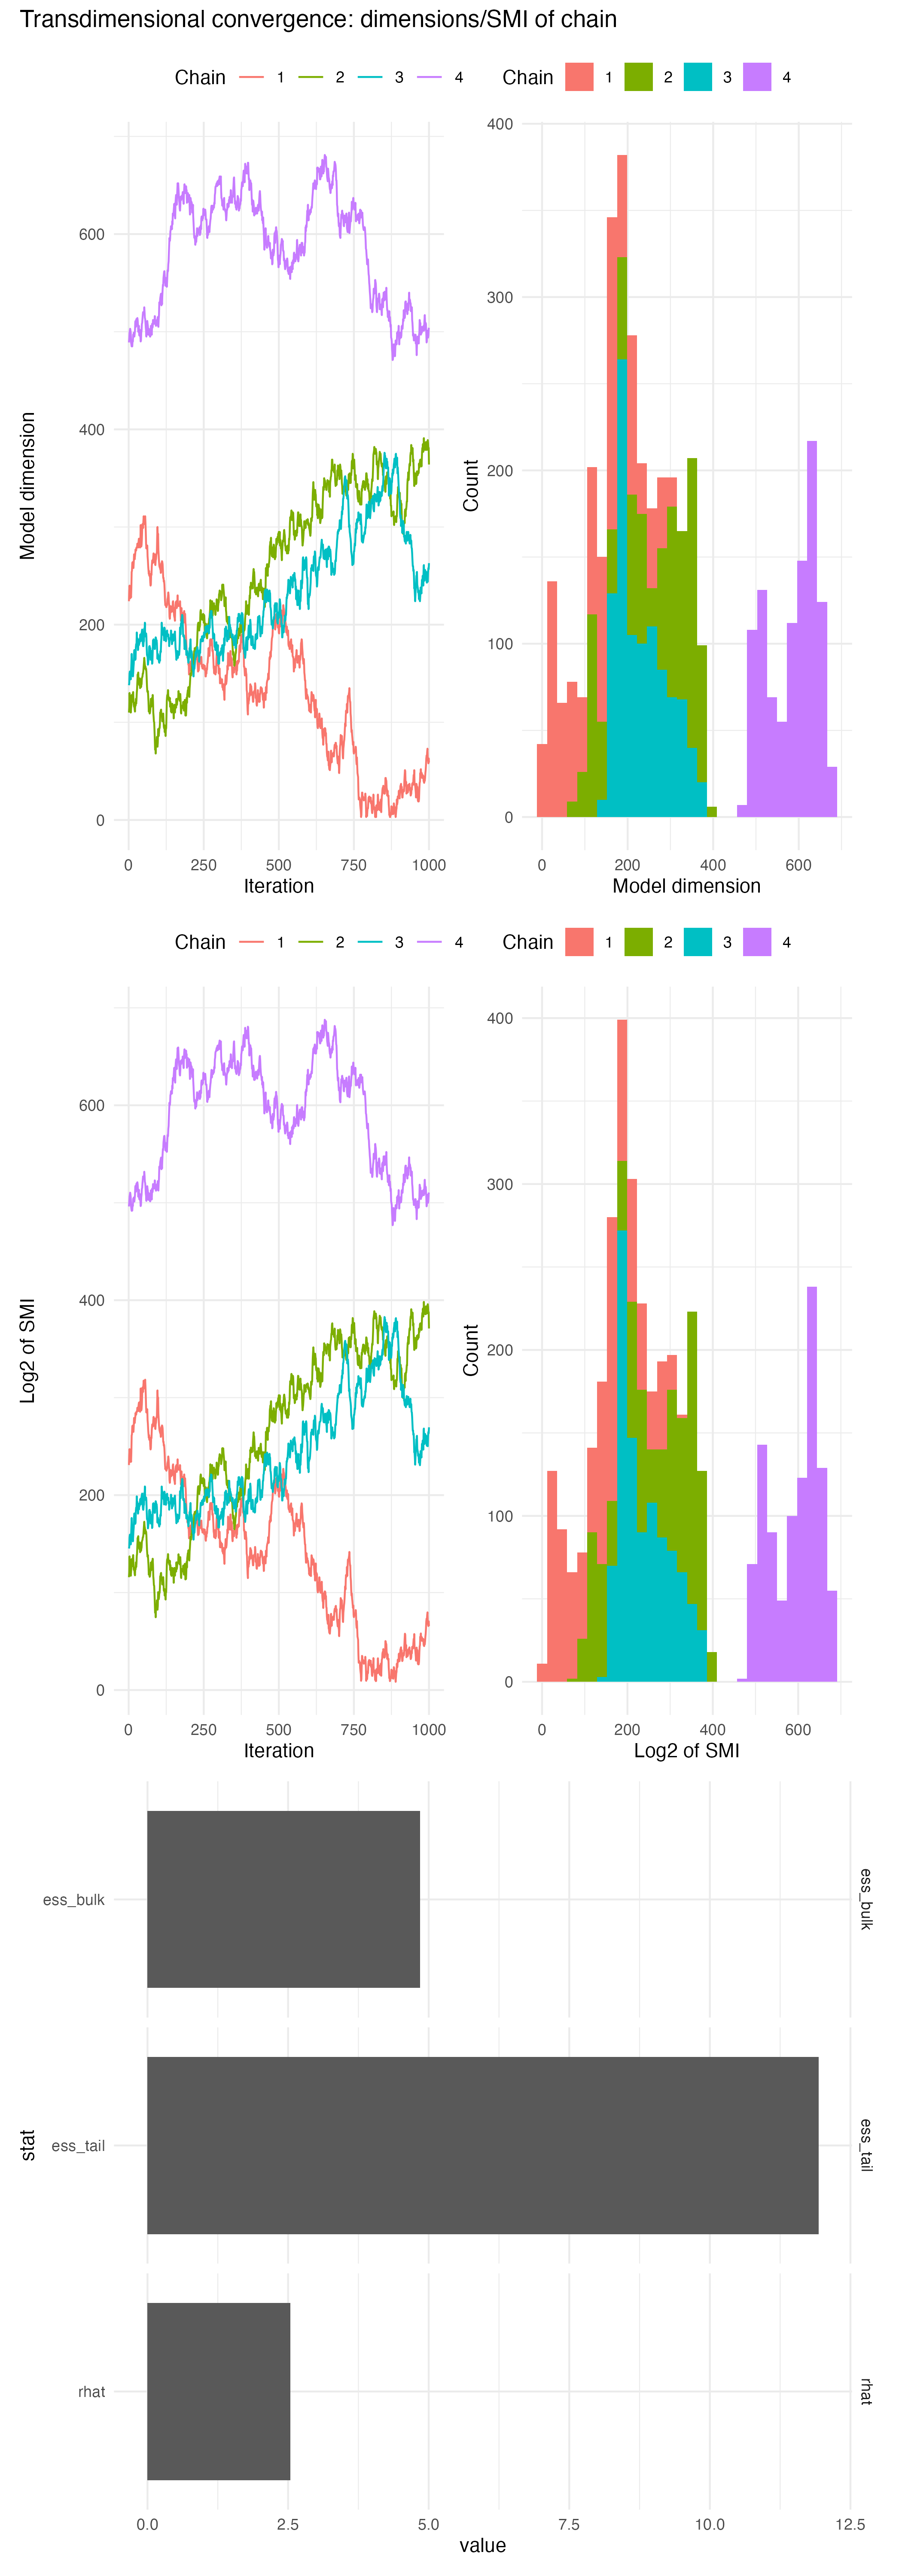 Transdimensional convergence: dimensions/SMI of chain
Chain 1 2 3 4
Chain 1 2 3 4
Model dimension
600
400
200
0
0 250 500 750 1000
Iteration
Count
400
300
200
100
0
0 200 400 600
Model dimension
Chain 1 2 3 4
Chain 1 2 3 4
Log2 of SMI
600
400
200
0
0 250 500 750 1000
Iteration
Count
400
300
200
100
0
0 200 400 600
Log2 of SMI
stat
ess_bulk
ess_bulk
ess_tail
ess_tail
rhat
rhat
0.0 2.5 5.0 7.5 10.0 12.5
value